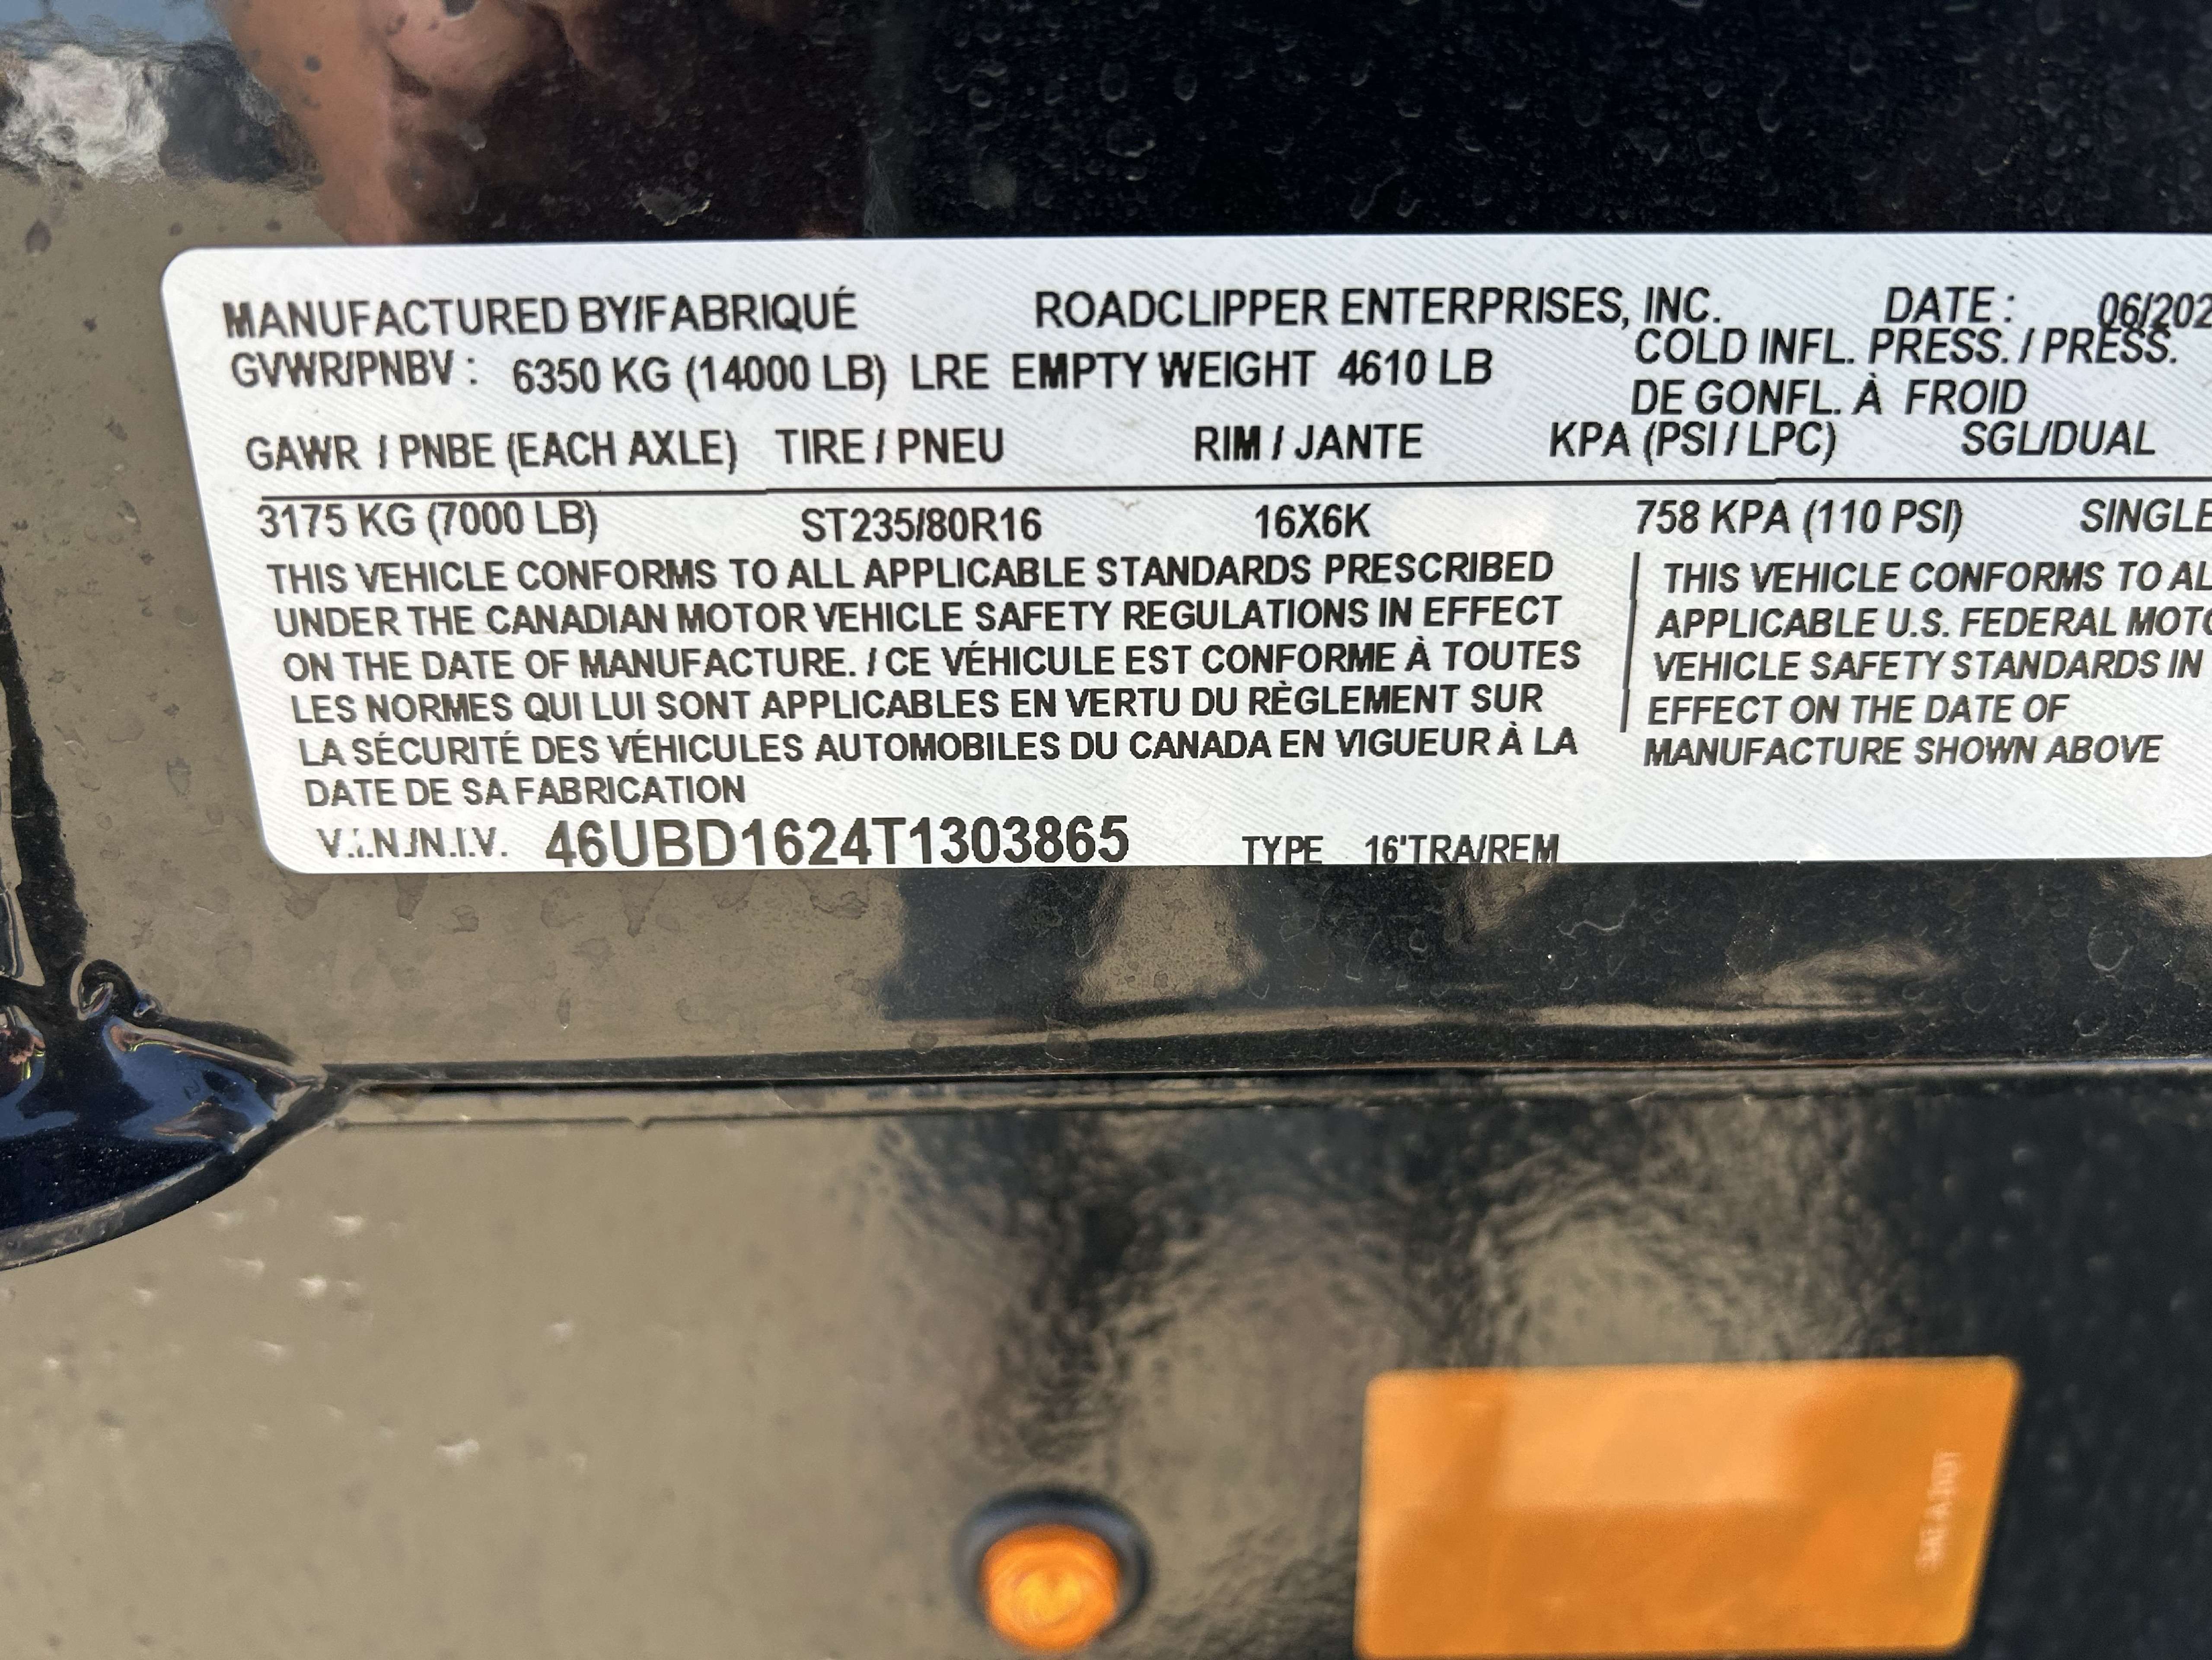 MANUFACTURED BY/FABRIQUÉ ROADCLIPPER ENTERPRISES, INC. DATE :
GVWR/PNBV : 6350 KG (14000 LB) LRE EMPTY WEIGHT 4610 LB
COLD INFL. PRESS. / PRESS.
DE GONFL. À FROID
GAWR / PNBE (EACH AXLE) TIRE / PNEU RIM / JANTE KPA (PSI / LPC) SGL/DUAL
3175 KG (7000 LB) ST235/80R16 16X6K 758 KPA (110 PSI) SINGLE
THIS VEHICLE CONFORMS TO ALL APPLICABLE STANDARDS PRESCRIBED
UNDER THE CANADIAN MOTOR VEHICLE SAFETY REGULATIONS IN EFFECT
ON THE DATE OF MANUFACTURE. / CE VÉHICULE EST CONFORME À TOUTES
LES NORMES QUI LUI SONT APPLICABLES EN VERTU DU RÈGLEMENT SUR
LA SÉCURITÉ DES VÉHICULES AUTOMOBILES DU CANADA EN VIGUEUR À LA
DATE DE SA FABRICATION
THIS VEHICLE CONFORMS TO AL
APPLICABLE U.S. FEDERAL MOTO
VEHICLE SAFETY STANDARDS IN
EFFECT ON THE DATE OF
MANUFACTURE SHOWN ABOVE
V.I.N./N.I.V. 46UBD1624T1303865 TYPE 16'TRA/REM